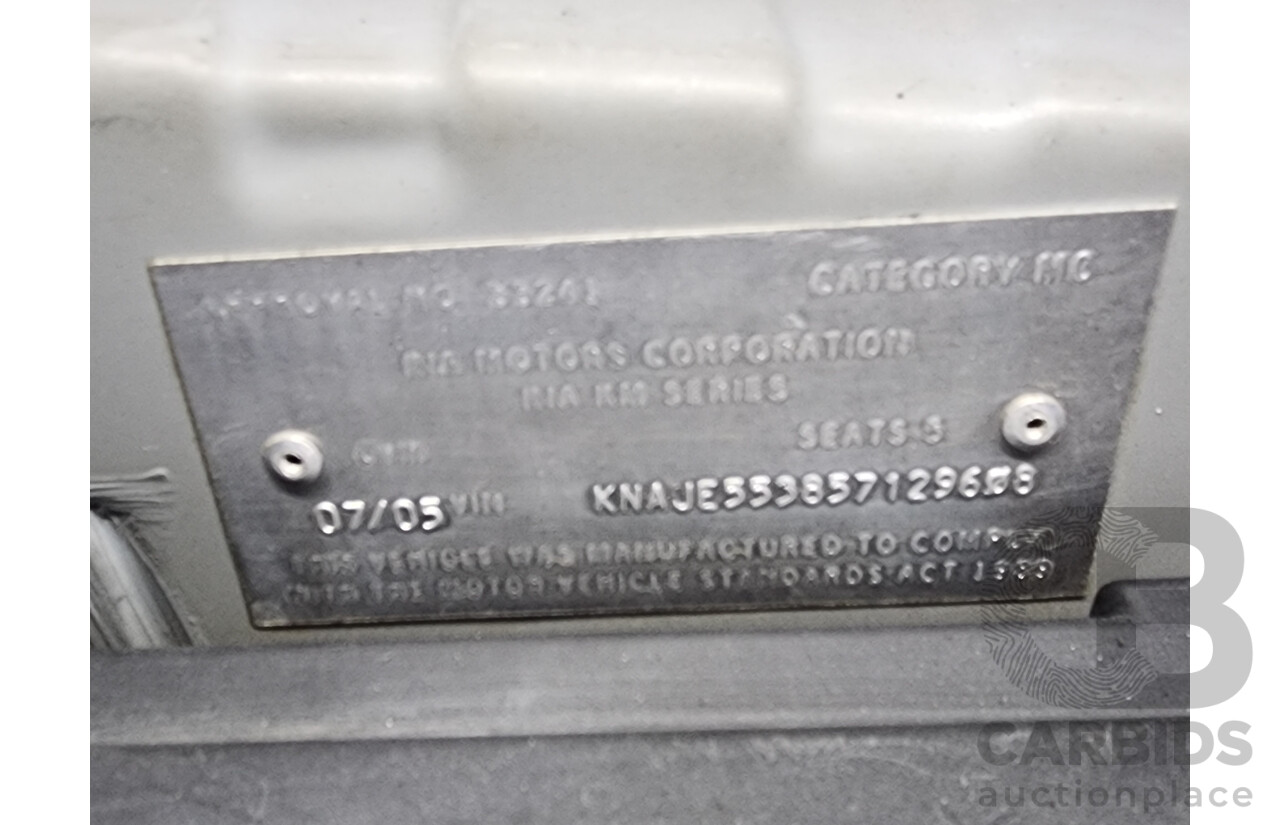 APPROVAL NO. 33241 CATEGORY MC
KIA MOTORS CORPORATION
KIA KM SERIES
SEATS 5
07/05 VIN KNAJE55385712960̸8
THIS VEHICLE WAS MANUFACTURED TO COMPLY
WITH THE MOTOR VEHICLE STANDARDS ACT 1989
CARBIDS
auctionplace